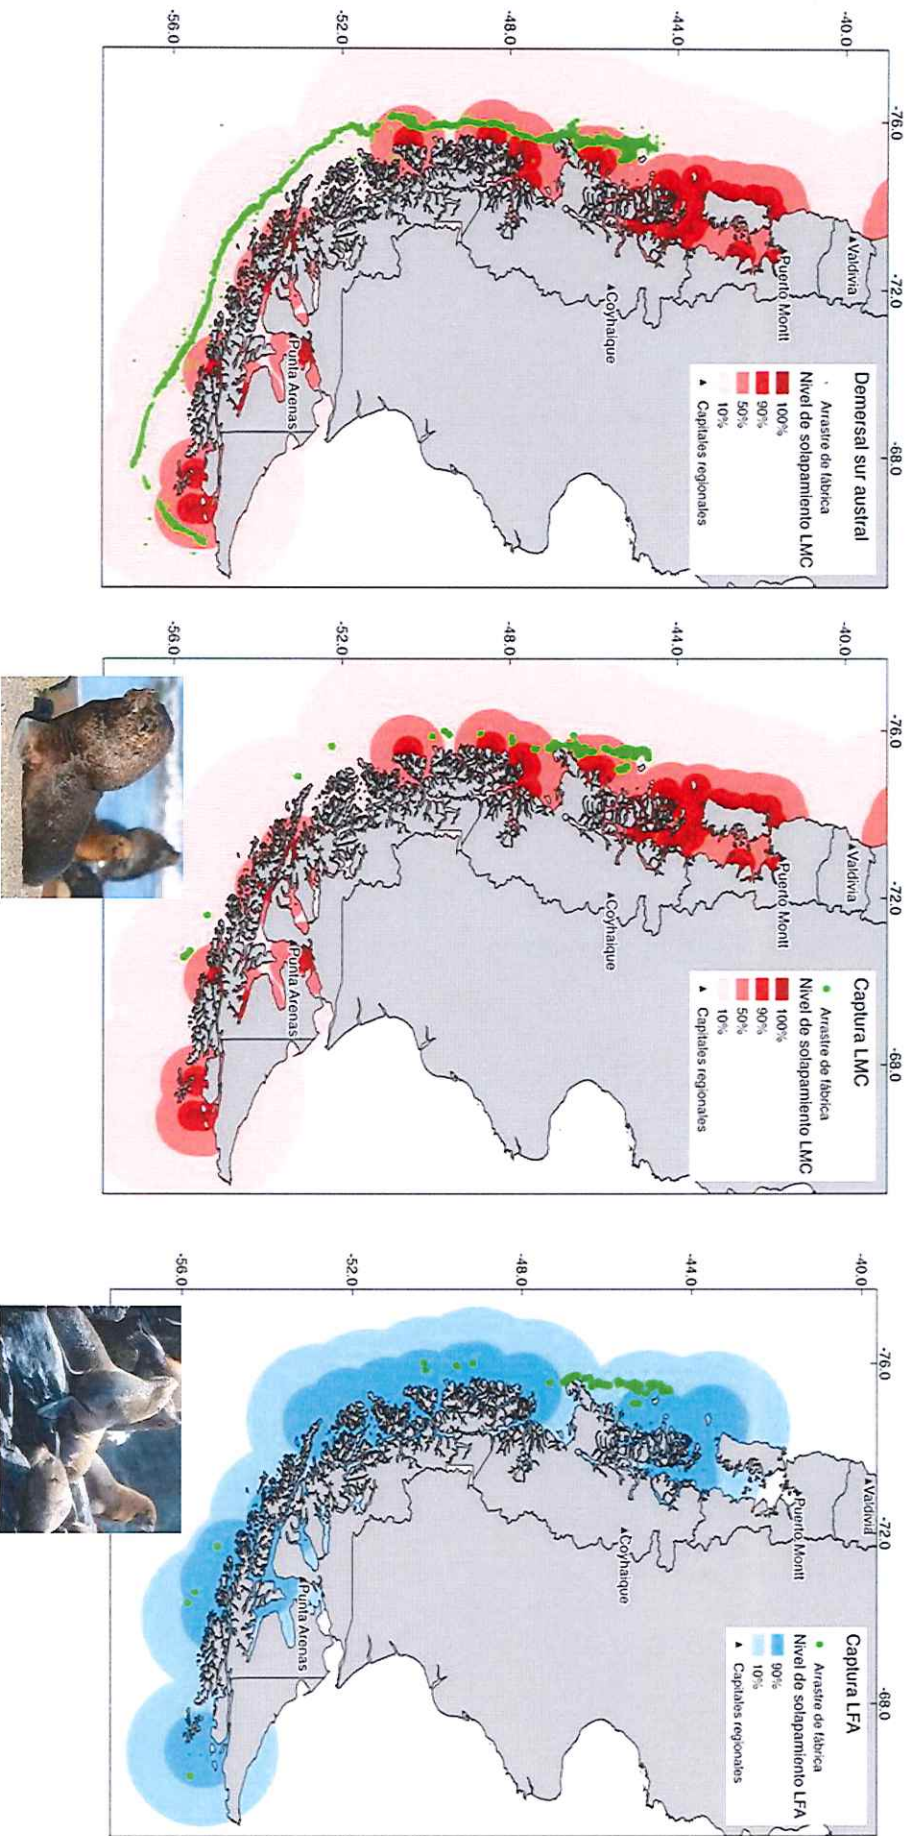 Demersal sur austral
Arrastre de fábrica
Nivel de solapamiento LMC
100%
90%
50%
10%
Capitales regionales
-76.0
-72.0
-68.0
-40.0
-44.0
-48.0
-52.0
-56.0
Valdivia
Puerto Montt
Coyhaique
Punta Arenas
Captura LMC
Arrastre de fábrica
Nivel de solapamiento LMC
100%
90%
50%
10%
Capitales regionales
-76.0
-72.0
-68.0
-40.0
-44.0
-48.0
-52.0
-56.0
Valdivia
Puerto Montt
Coyhaique
Punta Arenas
Captura LFA
Arrastre de fábrica
Nivel de solapamiento LFA
90%
10%
Capitales regionales
-76.0
-72.0
-68.0
-40.0
-44.0
-48.0
-52.0
-56.0
Valdivia
Puerto Montt
Coyhaique
Punta Arenas